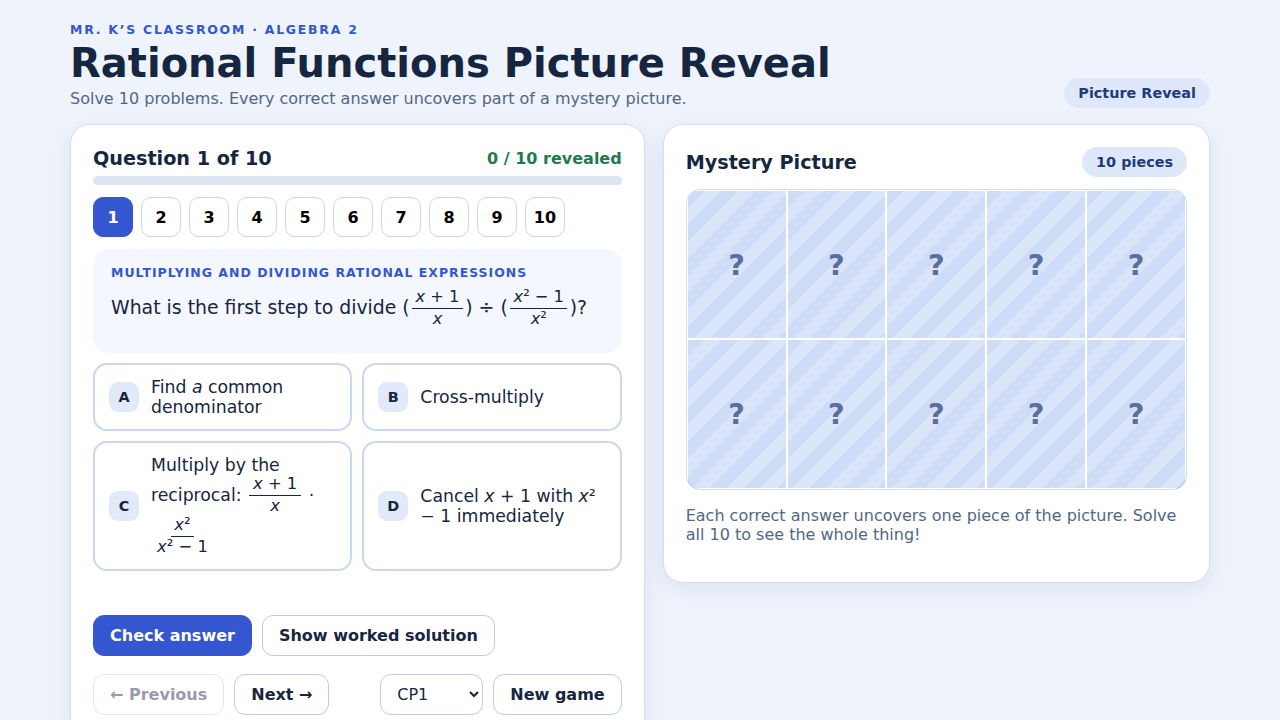 MR. K’S CLASSROOM · ALGEBRA 2
Rational Functions Picture Reveal
Solve 10 problems. Every correct answer uncovers part of a mystery picture.
Picture Reveal
Question 1 of 10
0 / 10 revealed
1 2 3 4 5 6 7 8 9 10
MULTIPLYING AND DIVIDING RATIONAL EXPRESSIONS
What is the first step to divide (x + 1/x) ÷ (x² − 1/x²)?
A
Find a common
denominator
B
Cross-multiply
C
Multiply by the
reciprocal: x + 1/x ·
x²/x² − 1
D
Cancel x + 1 with x²
− 1 immediately
Check answer
Show worked solution
← Previous
Next →
CP1
New game
Mystery Picture
10 pieces
? ? ? ? ?
? ? ? ? ?
Each correct answer uncovers one piece of the picture. Solve
all 10 to see the whole thing!